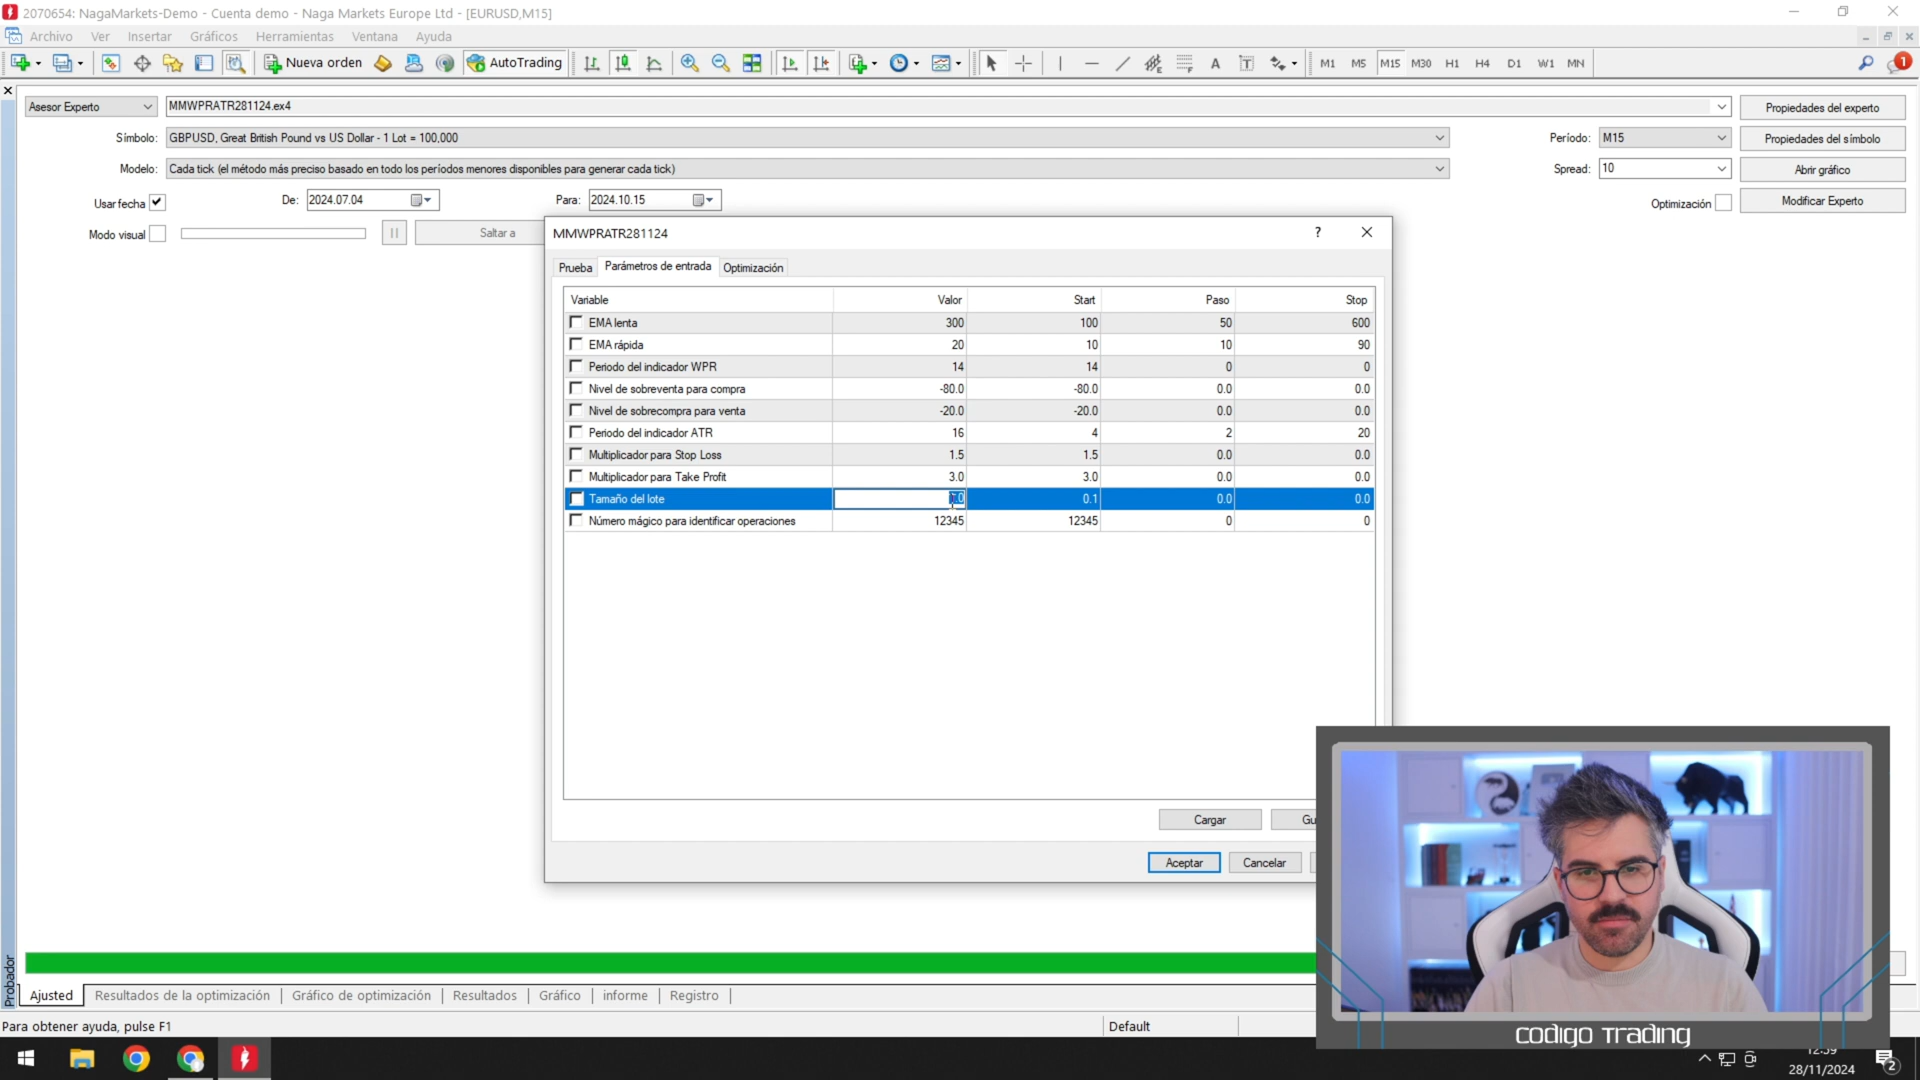 2070654: NagaMarkets-Demo - Cuenta demo - Naga Markets Europe Ltd - [EURUSD,M15]
Archivo Ver Insertar Gráficos Herramientas Ventana Ayuda
Nueva orden AutoTrading A T M1 M5 M15 M30 H1 H4 D1 W1 MN 1
Asesor Experto MMWPRATR281124.ex4 Propiedades del experto
Símbolo: GBPUSD, Great British Pound vs US Dollar - 1 Lot = 100,000 Período: M15 Propiedades del símbolo
Modelo: Cada tick (el método más preciso basado en todo los períodos menores disponibles para generar cada tick) Spread: 10 Abrir gráfico
Usar fecha De: 2024.07.04 Para: 2024.10.15 Optimización Modificar Experto
Modo visual Saltar a
MMWPRATR281124 ?
Prueba Parámetros de entrada Optimización
Variable Valor Start Paso Stop
EMA lenta 300 100 50 600
EMA rápida 20 10 10 90
Periodo del indicador WPR 14 14 0 0
Nivel de sobreventa para compra -80.0 -80.0 0.0 0.0
Nivel de sobrecompra para venta -20.0 -20.0 0.0 0.0
Periodo del indicador ATR 16 4 2 20
Multiplicador para Stop Loss 1.5 1.5 0.0 0.0
Multiplicador para Take Profit 3.0 3.0 0.0 0.0
Tamaño del lote 0.1 0.0 0.0
Número mágico para identificar operaciones 12345 12345 0 0
Cargar Gu
Aceptar Cancelar
Probador
Ajusted Resultados de la optimización Gráfico de optimización Resultados Gráfico informe Registro
Para obtener ayuda, pulse F1 Default
CODIGO TRADING
12:59
28/11/2024
2